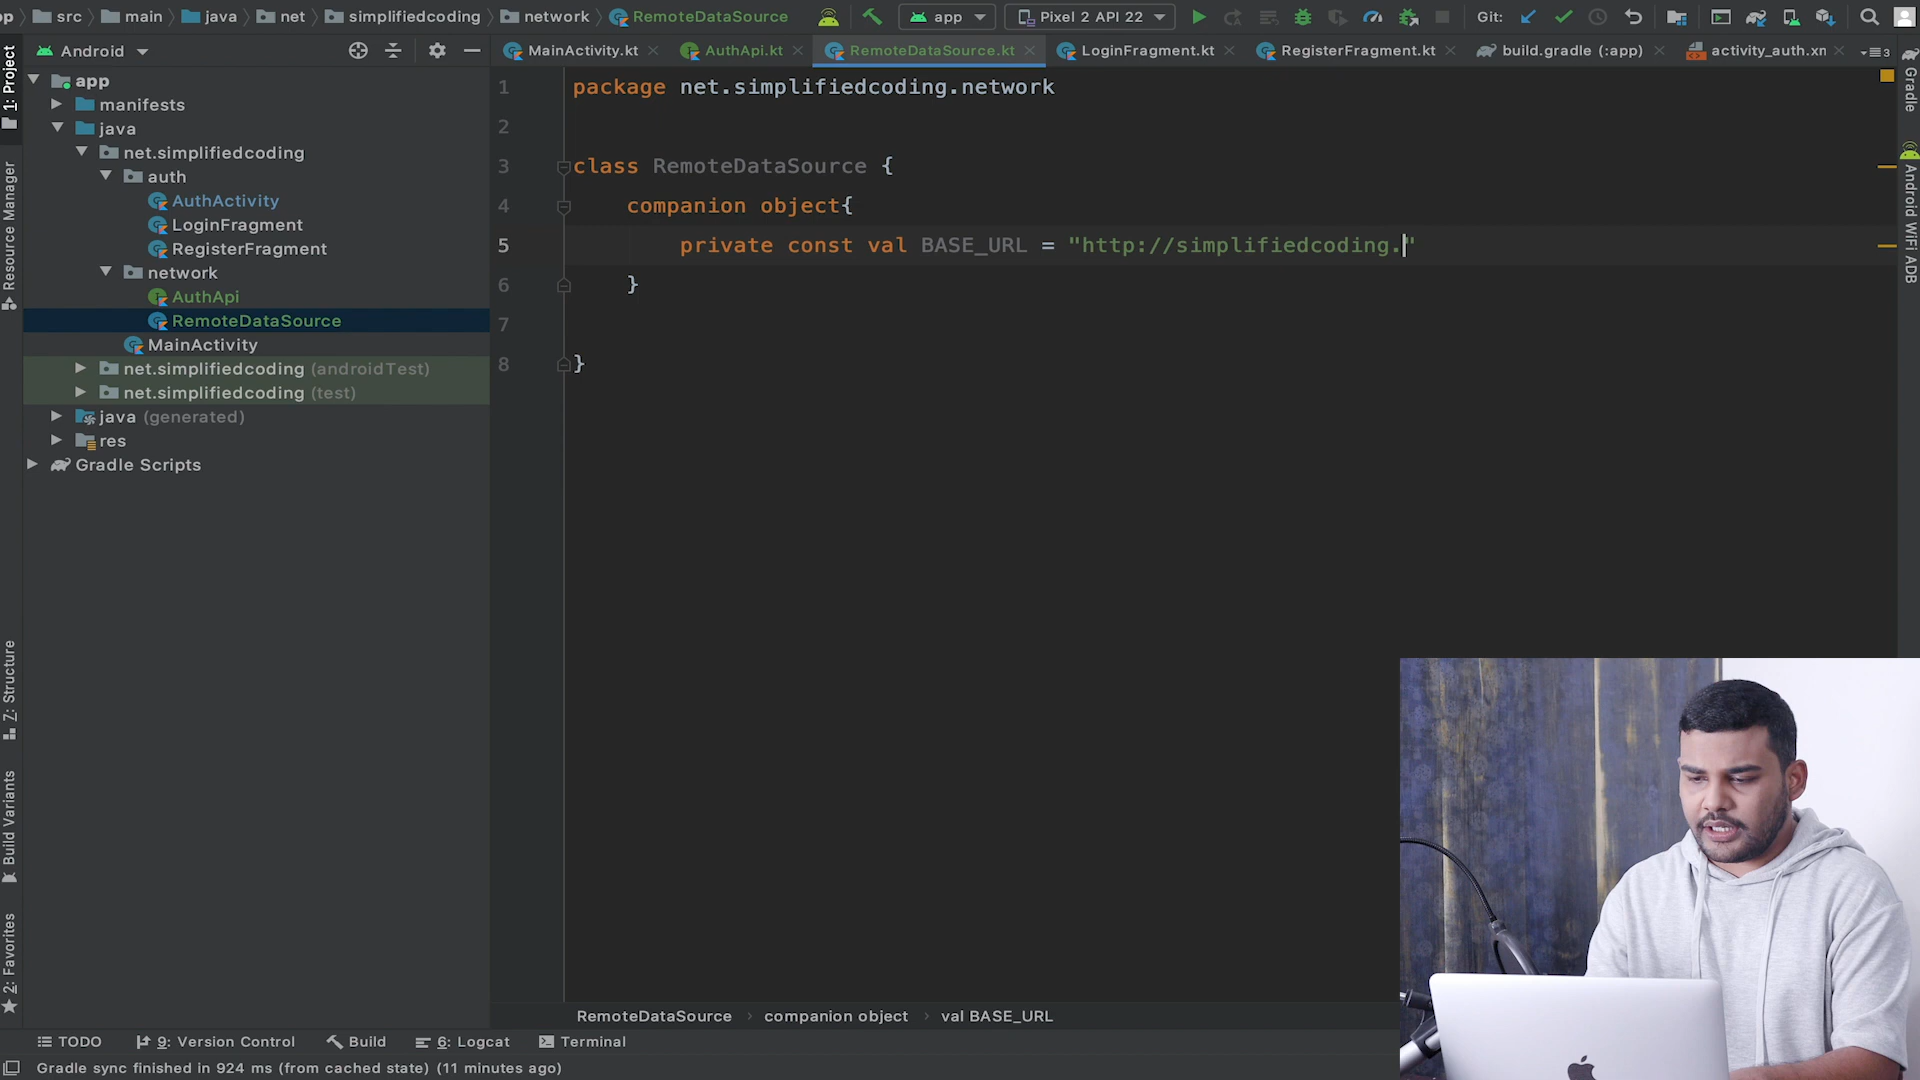 src main java net simplifiedcoding network RemoteDataSource app Pixel 2 API 22 Git:
Android
MainActivity.kt AuthApi.kt RemoteDataSource.kt LoginFragment.kt RegisterFragment.kt build.gradle (:app) activity_auth.xm 3
1: Project
Resource Manager
Z: Structure
Build Variants
2: Favorites
app
manifests
java
net.simplifiedcoding
auth
AuthActivity
LoginFragment
RegisterFragment
network
AuthApi
RemoteDataSource
MainActivity
net.simplifiedcoding (androidTest)
net.simplifiedcoding (test)
java (generated)
res
Gradle Scripts
1 package net.simplifiedcoding.network
2
3 class RemoteDataSource {
4 companion object{
5 private const val BASE_URL = "http://simplifiedcoding."
6 }
7
8 }
Gradle
Android WiFi ADB
RemoteDataSource › companion object › val BASE_URL
TODO 9: Version Control Build 6: Logcat Terminal
Gradle sync finished in 924 ms (from cached state) (11 minutes ago)